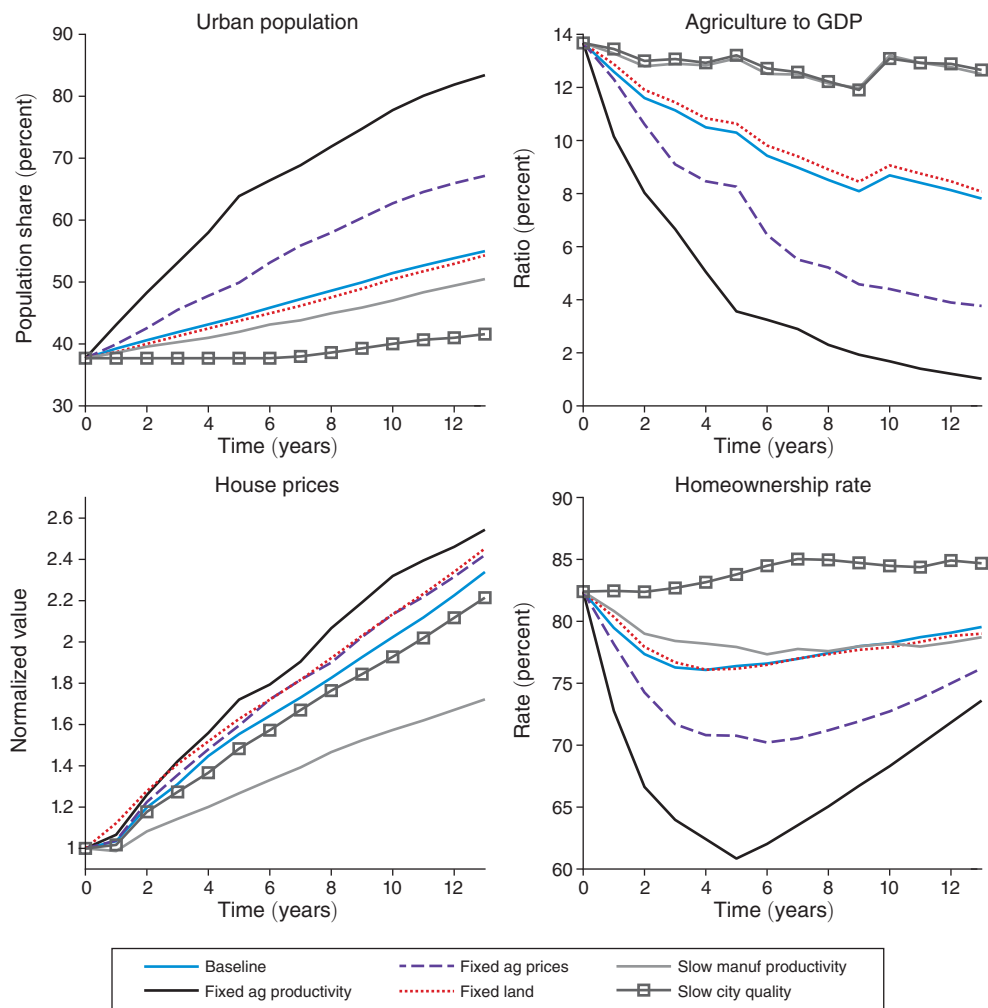 Urban population
Population share (percent)
90
80
70
60
50
40
30
0 2 4 6 8 10 12
Time (years)
Agriculture to GDP
Ratio (percent)
14
12
10
8
6
4
2
0
0 2 4 6 8 10 12
Time (years)
House prices
Normalized value
2.6
2.4
2.2
2
1.8
1.6
1.4
1.2
1
0 2 4 6 8 10 12
Time (years)
Homeownership rate
Rate (percent)
90
85
80
75
70
65
60
0 2 4 6 8 10 12
Time (years)
Baseline Fixed ag prices Slow manuf productivity
Fixed ag productivity Fixed land Slow city quality